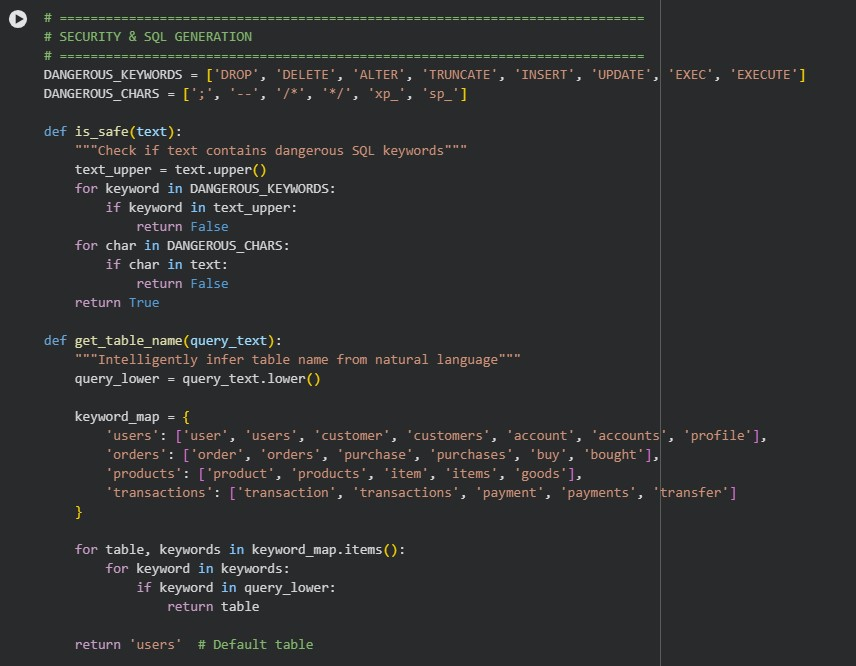 # ============================================================================
# SECURITY & SQL GENERATION
# ============================================================================
DANGEROUS_KEYWORDS = ['DROP', 'DELETE', 'ALTER', 'TRUNCATE', 'INSERT', 'UPDATE', 'EXEC', 'EXECUTE']
DANGEROUS_CHARS = [';', '--', '/*', '*/', 'xp_', 'sp_']

def is_safe(text):
    """Check if text contains dangerous SQL keywords"""
    text_upper = text.upper()
    for keyword in DANGEROUS_KEYWORDS:
        if keyword in text_upper:
            return False
    for char in DANGEROUS_CHARS:
        if char in text:
            return False
    return True

def get_table_name(query_text):
    """Intelligently infer table name from natural language"""
    query_lower = query_text.lower()

    keyword_map = {
        'users': ['user', 'users', 'customer', 'customers', 'account', 'accounts', 'profile'],
        'orders': ['order', 'orders', 'purchase', 'purchases', 'buy', 'bought'],
        'products': ['product', 'products', 'item', 'items', 'goods'],
        'transactions': ['transaction', 'transactions', 'payment', 'payments', 'transfer']
    }

    for table, keywords in keyword_map.items():
        for keyword in keywords:
            if keyword in query_lower:
                return table

    return 'users'  # Default table